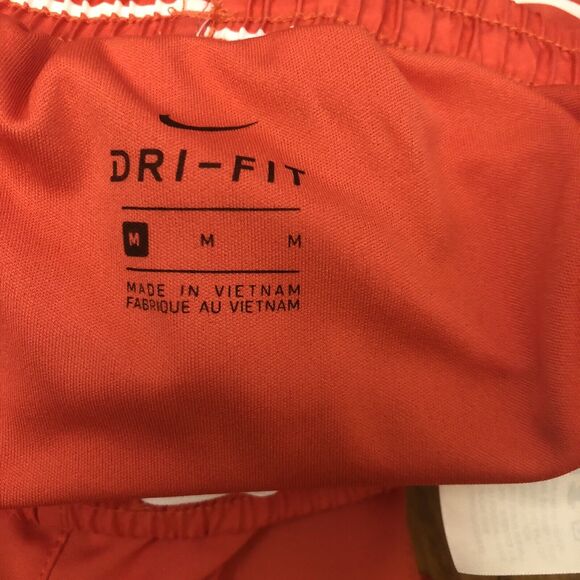 DRI-FIT
M M M
MADE IN VIETNAM
FABRIQUE AU VIETNAM